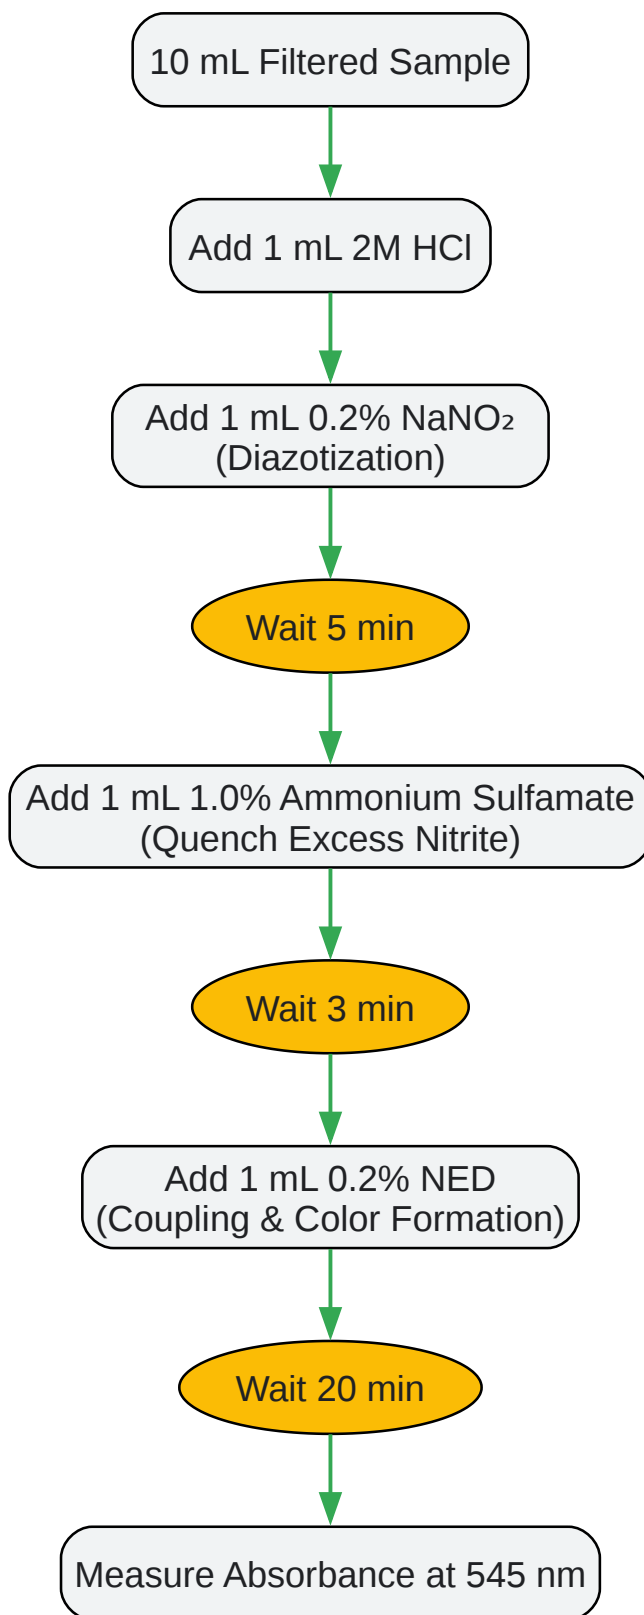 10 mL Filtered Sample
Add 1 mL 2M HCl
Add 1 mL 0.2% NaNO₂
(Diazotization)
Wait 5 min
Add 1 mL 1.0% Ammonium Sulfamate
(Quench Excess Nitrite)
Wait 3 min
Add 1 mL 0.2% NED
(Coupling & Color Formation)
Wait 20 min
Measure Absorbance at 545 nm